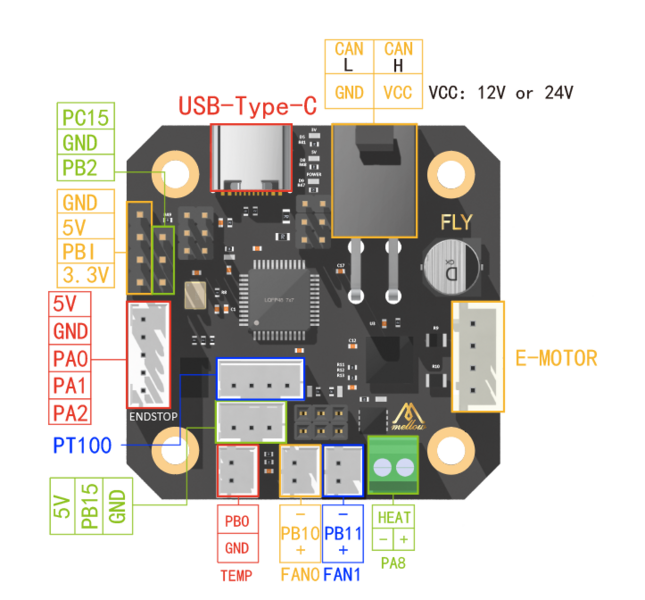 CAN CAN
L H
GND VCC
VCC: 12V or 24V
USB-Type-C
PC15
GND
PB2
GND
5V
PBI
3.3V
5V
GND
PA0
PA1
PA2
PT100
5V
PB15
GND
FLY
POWER
E-MOTOR
ENDSTOP
mellow
PB0
GND
TEMP
−
PB10
+
FAN0
−
PB11
+
FAN1
HEAT
− +
PA8